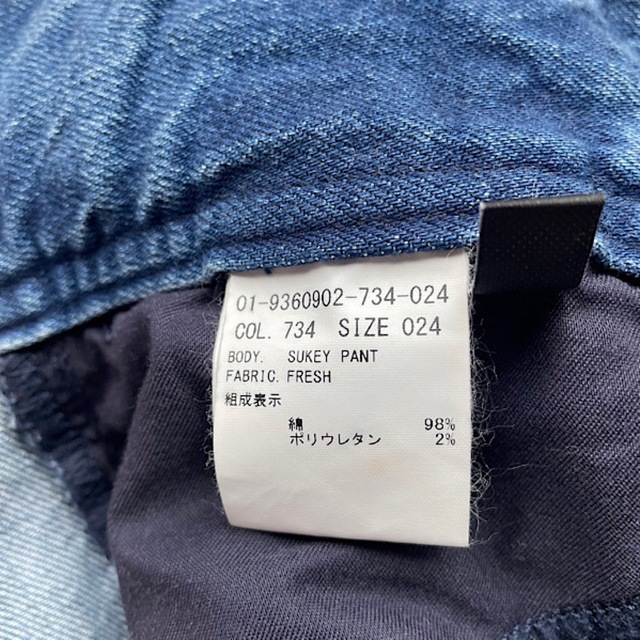 01-9360902-734-024
COL. 734 SIZE 024
BODY. SUKEY PANT
FABRIC. FRESH
組成表示
綿 98%
ポリウレタン 2%